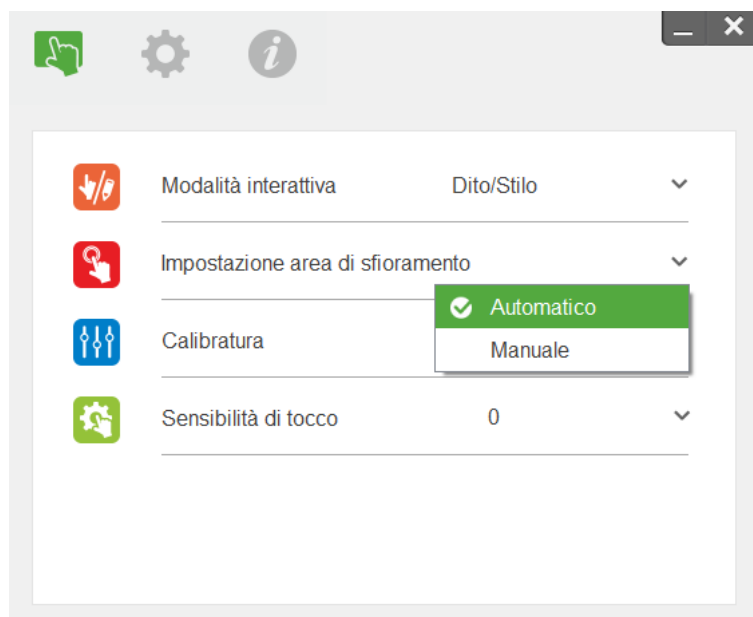 Modalità interattiva Dito/Stilo
Impostazione area di sfioramento
Automatico
Calibratura
Manuale
Sensibilità di tocco 0